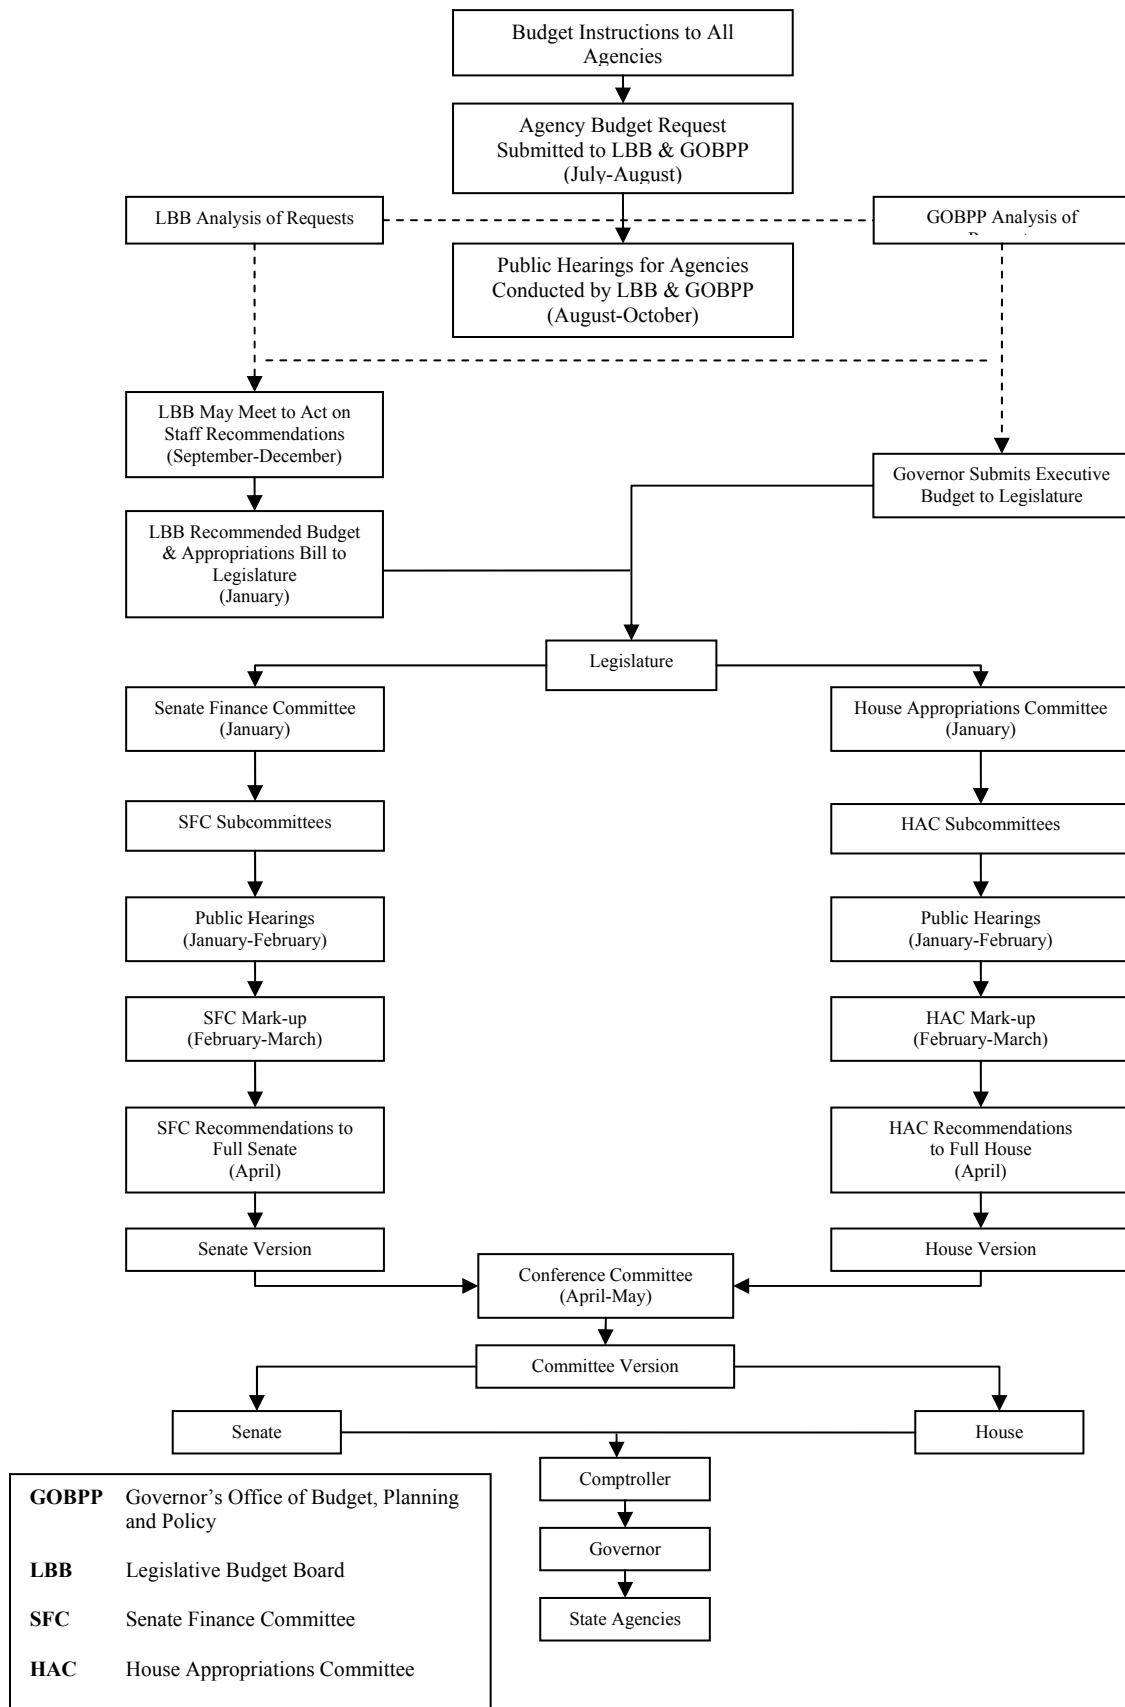 Budget Instructions to All
Agencies
Agency Budget Request
Submitted to LBB & GOBPP
(July-August)
LBB Analysis of Requests
GOBPP Analysis of
Public Hearings for Agencies
Conducted by LBB & GOBPP
(August-October)
LBB May Meet to Act on
Staff Recommendations
(September-December)
Governor Submits Executive
Budget to Legislature
LBB Recommended Budget
& Appropriations Bill to
Legislature
(January)
Legislature
Senate Finance Committee
(January)
House Appropriations Committee
(January)
SFC Subcommittees
HAC Subcommittees
Public Hearings
(January-February)
Public Hearings
(January-February)
SFC Mark-up
(February-March)
HAC Mark-up
(February-March)
SFC Recommendations to
Full Senate
(April)
HAC Recommendations
to Full House
(April)
Senate Version
House Version
Conference Committee
(April-May)
Committee Version
Senate
House
Comptroller
Governor
State Agencies
GOBPP Governor's Office of Budget, Planning
and Policy
LBB Legislative Budget Board
SFC Senate Finance Committee
HAC House Appropriations Committee